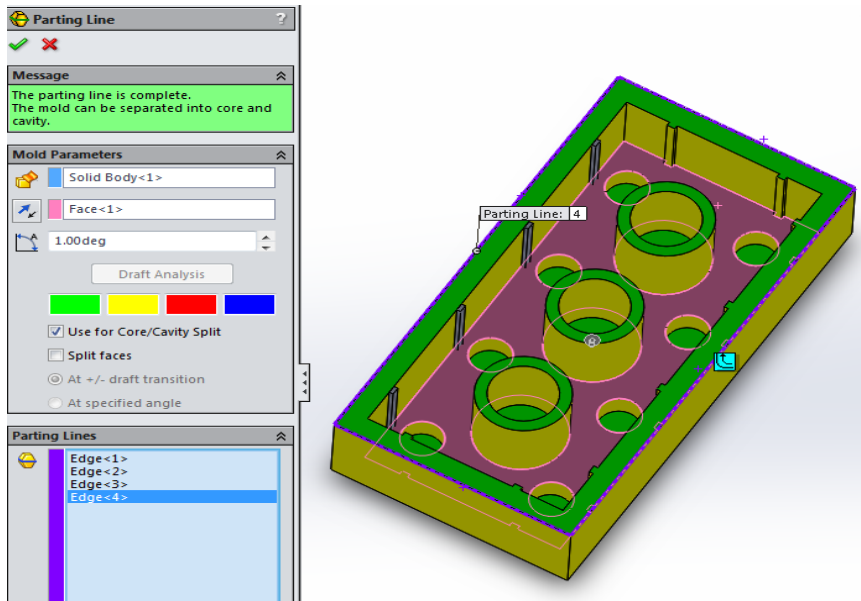 Parting Line
?
Message
The parting line is complete.
The mold can be separated into core and
cavity.
Mold Parameters
Solid Body<1>
Face<1>
A
1.00deg
Draft Analysis
Use for Core/Cavity Split
Split faces
At +/- draft transition
At specified angle
Parting Lines
Edge<1>
Edge<2>
Edge<3>
Edge<4>
Parting Line: 4